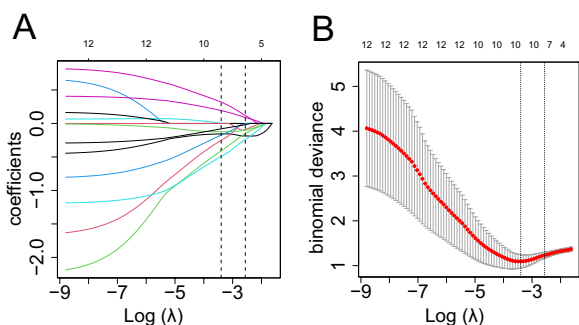 A
12 12 10 5
coefficients
0.0
−1.0
−2.0
−9 −7 −5 −3
Log (λ)
B
12 12 12 12 12 12 10 10 10 10 7 4
binomial deviance
5
4
3
2
1
−9 −7 −5 −3
Log (λ)